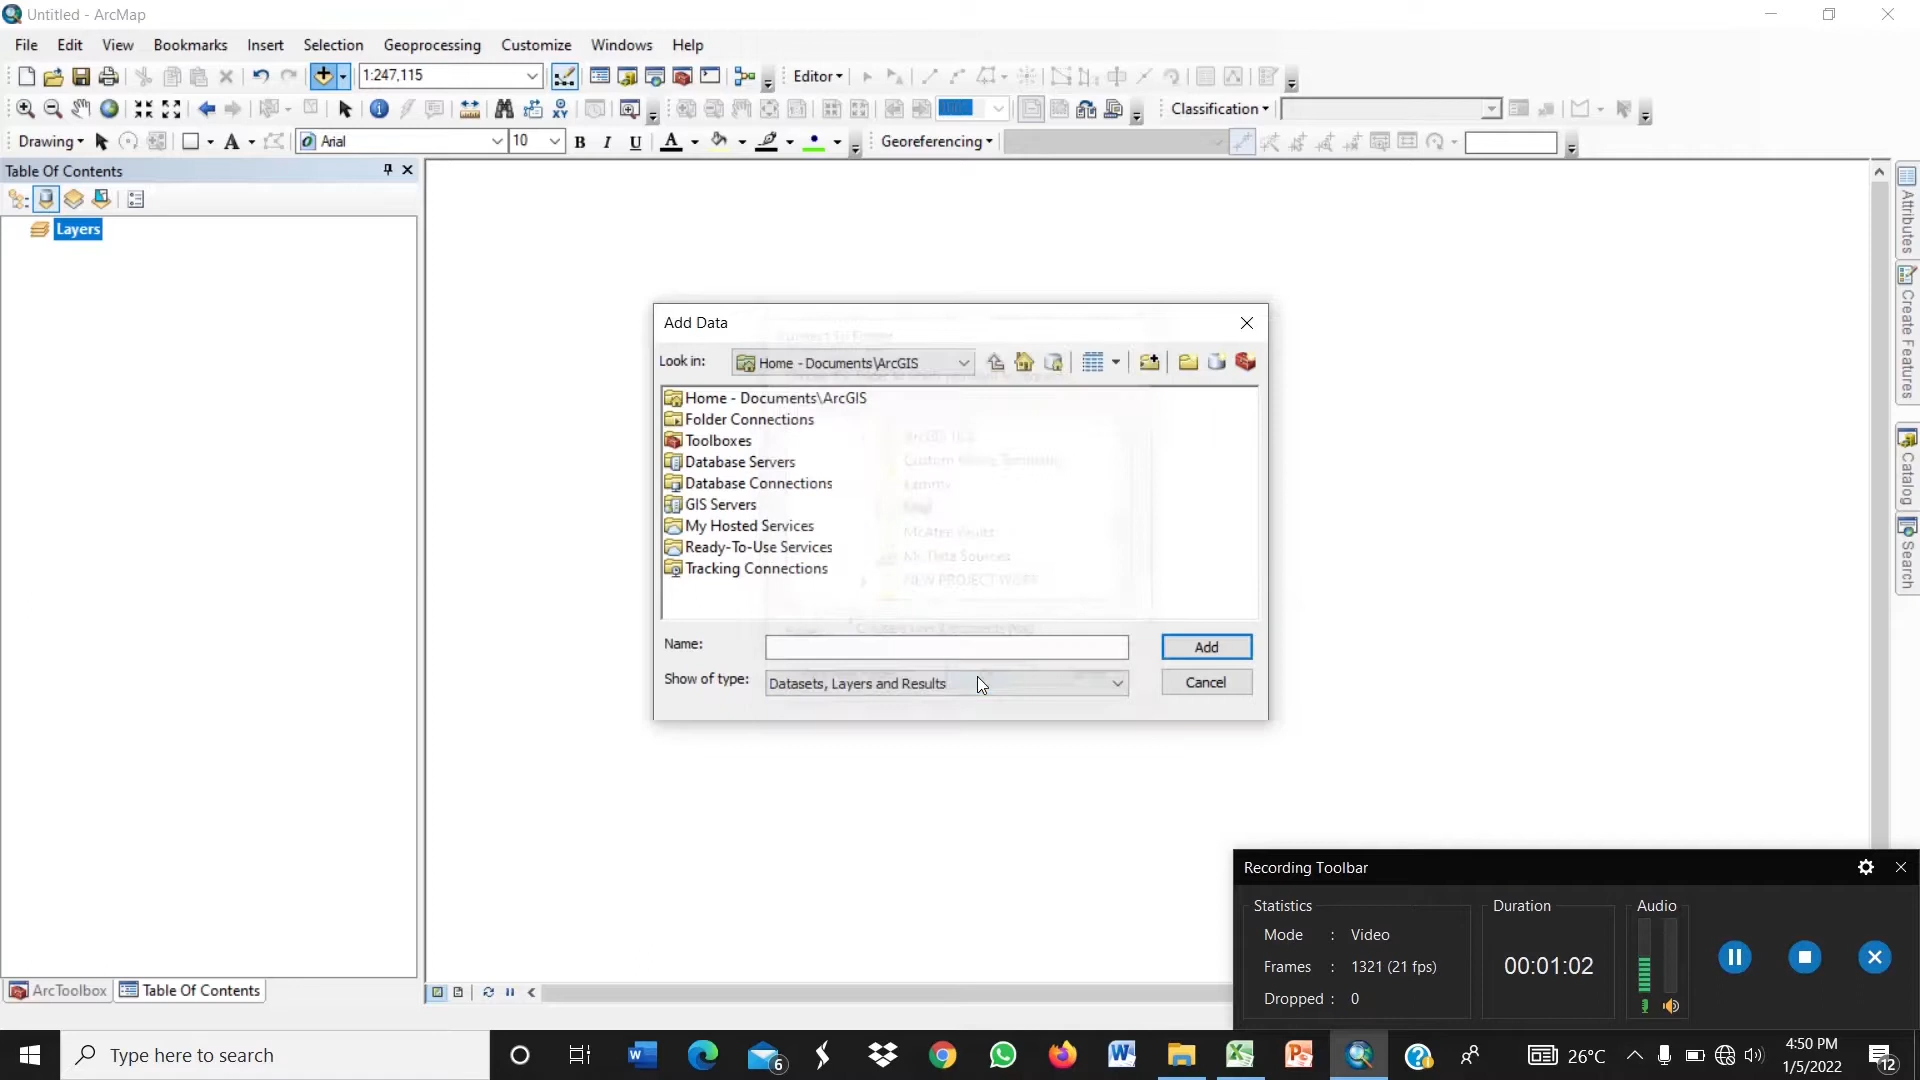 Untitled - ArcMap
File Edit View Bookmarks Insert Selection Geoprocessing Customize Windows Help
1:247,115 Editor
Classification
Drawing Arial 10 B I U A Georeferencing
Table Of Contents
Layers
Add Data
Look in: Home - Documents\ArcGIS
Home - Documents\ArcGIS
Folder Connections
Toolboxes
Database Servers
Database Connections
GIS Servers
My Hosted Services
Ready-To-Use Services
Tracking Connections
Name: Add
Show of type: Datasets, Layers and Results Cancel
Attributes
Create Features
Catalog
Search
ArcToolbox Table Of Contents
Recording Toolbar
Statistics Duration Audio
Mode : Video
Frames : 1321 (21 fps) 00:01:02
Dropped : 0
Type here to search 6 26°C 4:50 PM
1/5/2022 12